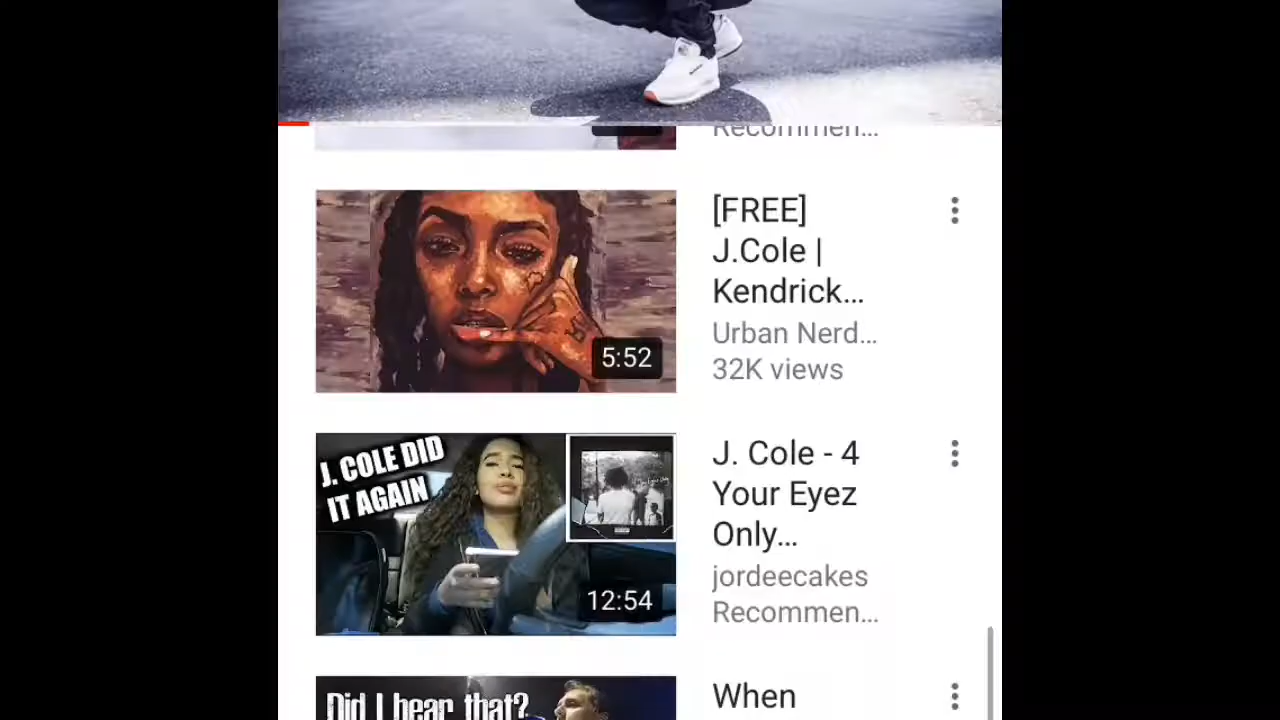 Recommen...
[FREE]
J.Cole |
Kendrick...
Urban Nerd...
32K views
5:52
J. COLE DID
IT AGAIN
12:54
J. Cole - 4
Your Eyez
Only...
jordeecakes
Recommen...
Did I hear that?
When